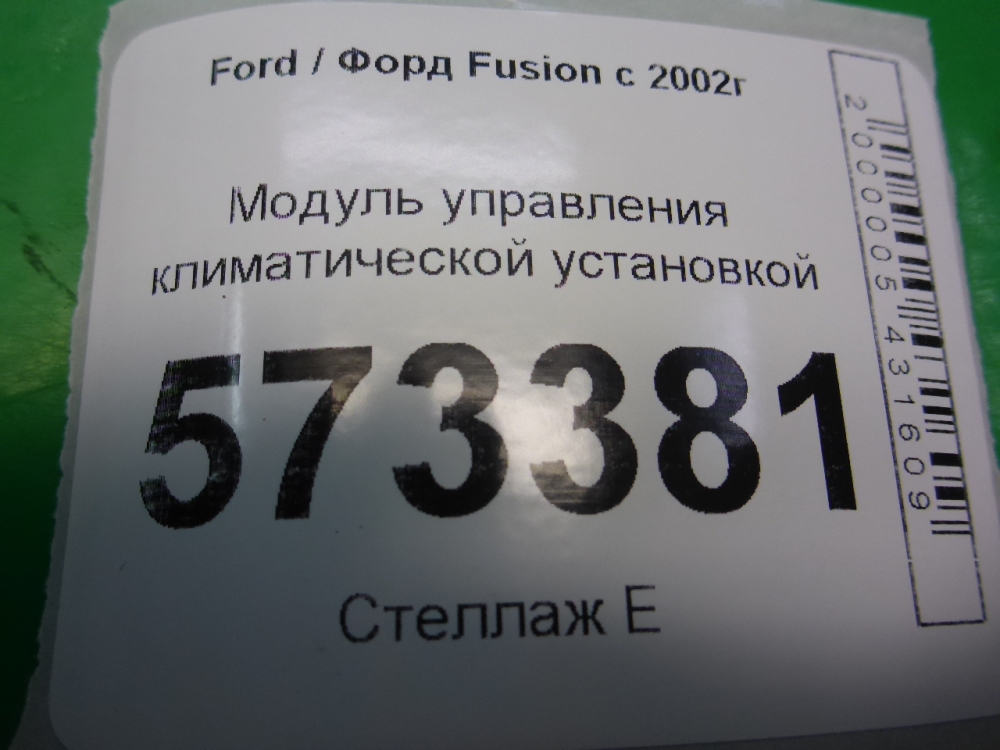 Ford / Форд Fusion с 2002г
Модуль управления
климатической установкой
573381
Стеллаж Е
2000005431609